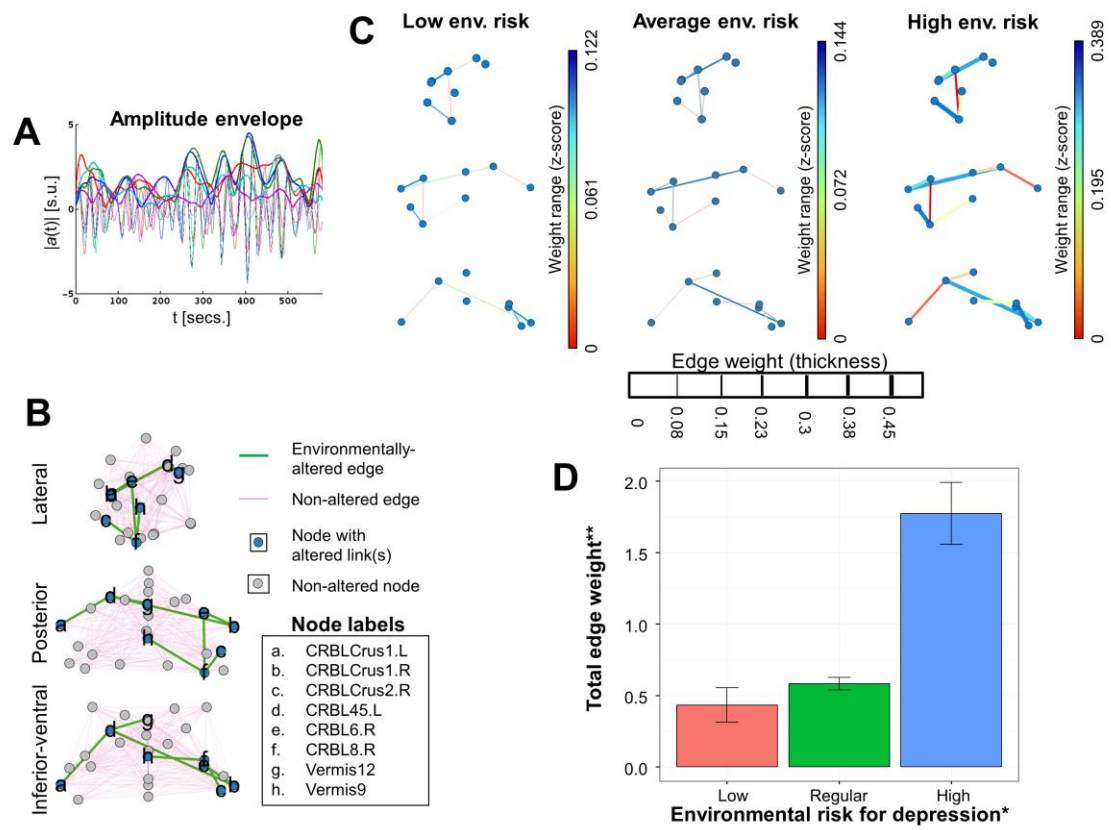 A
Amplitude envelope
|a(t)| [s.u.]
5
0
−5
0 100 200 300 400 500
t [secs.]
C
Low env. risk
Average env. risk
High env. risk
Weight range (z-score)
0.122
0.061
0
Weight range (z-score)
0.144
0.072
0
Weight range (z-score)
0.389
0.195
0
Edge weight (thickness)
0 0.08 0.15 0.23 0.3 0.38 0.45
B
Lateral
Posterior
Inferior-ventral
d
g
e
h
f
a
d
g
e
b
h
c
f
g
d
h
f
a
b
Environmentally-
altered edge
Non-altered edge
Node with
altered link(s)
Non-altered node
Node labels
a. CRBLCrus1.L
b. CRBLCrus1.R
c. CRBLCrus2.R
d. CRBL45.L
e. CRBL6.R
f. CRBL8.R
g. Vermis12
h. Vermis9
D
Total edge weight**
2.0
1.5
1.0
0.5
0.0
Low Regular High
Environmental risk for depression*